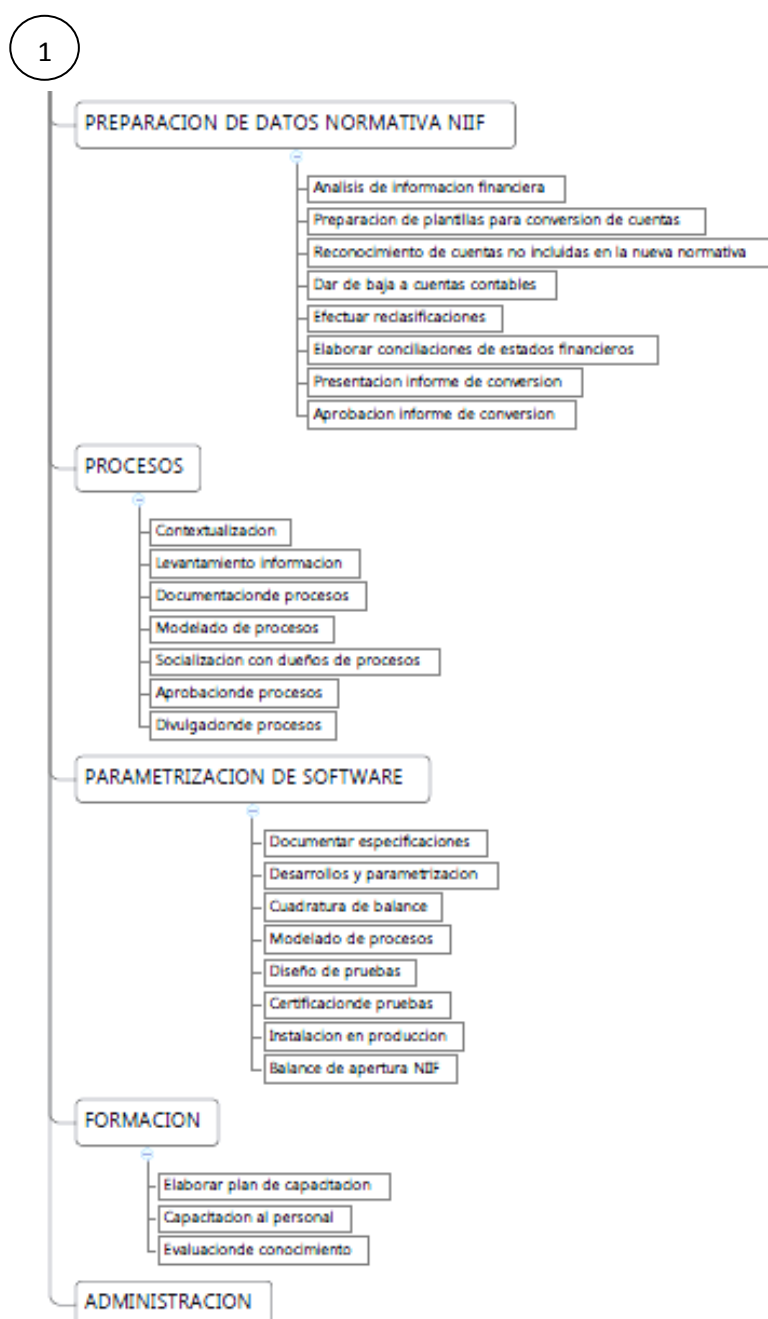 1
PREPARACION DE DATOS NORMATIVA NIIF
Analisis de informacion financiera
Preparacion de plantillas para conversion de cuentas
Reconocimiento de cuentas no incluidas en la nueva normativa
Dar de baja a cuentas contables
Efectuar reclasificaciones
Elaborar conciliaciones de estados financieros
Presentacion informe de conversion
Aprobacion informe de conversion
PROCESOS
Contextualizacion
Levantamiento informacion
Documentacionde procesos
Modelado de procesos
Socializacion con dueños de procesos
Aprobacionde procesos
Divulgacionde procesos
PARAMETRIZACION DE SOFTWARE
Documentar especificaciones
Desarrollos y parametrizacion
Cuadratura de balance
Modelado de procesos
Diseño de pruebas
Certificacionde pruebas
Instalacion en produccion
Balance de apertura NIIF
FORMACION
Elaborar plan de capacitacion
Capacitacion al personal
Evaluacionde conocimiento
ADMINISTRACION